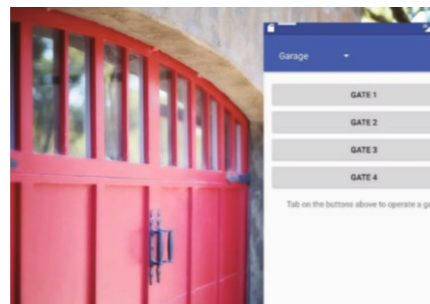 Garage
GATE 1
GATE 2
GATE 3
GATE 4
Tab on the buttons above to operate a